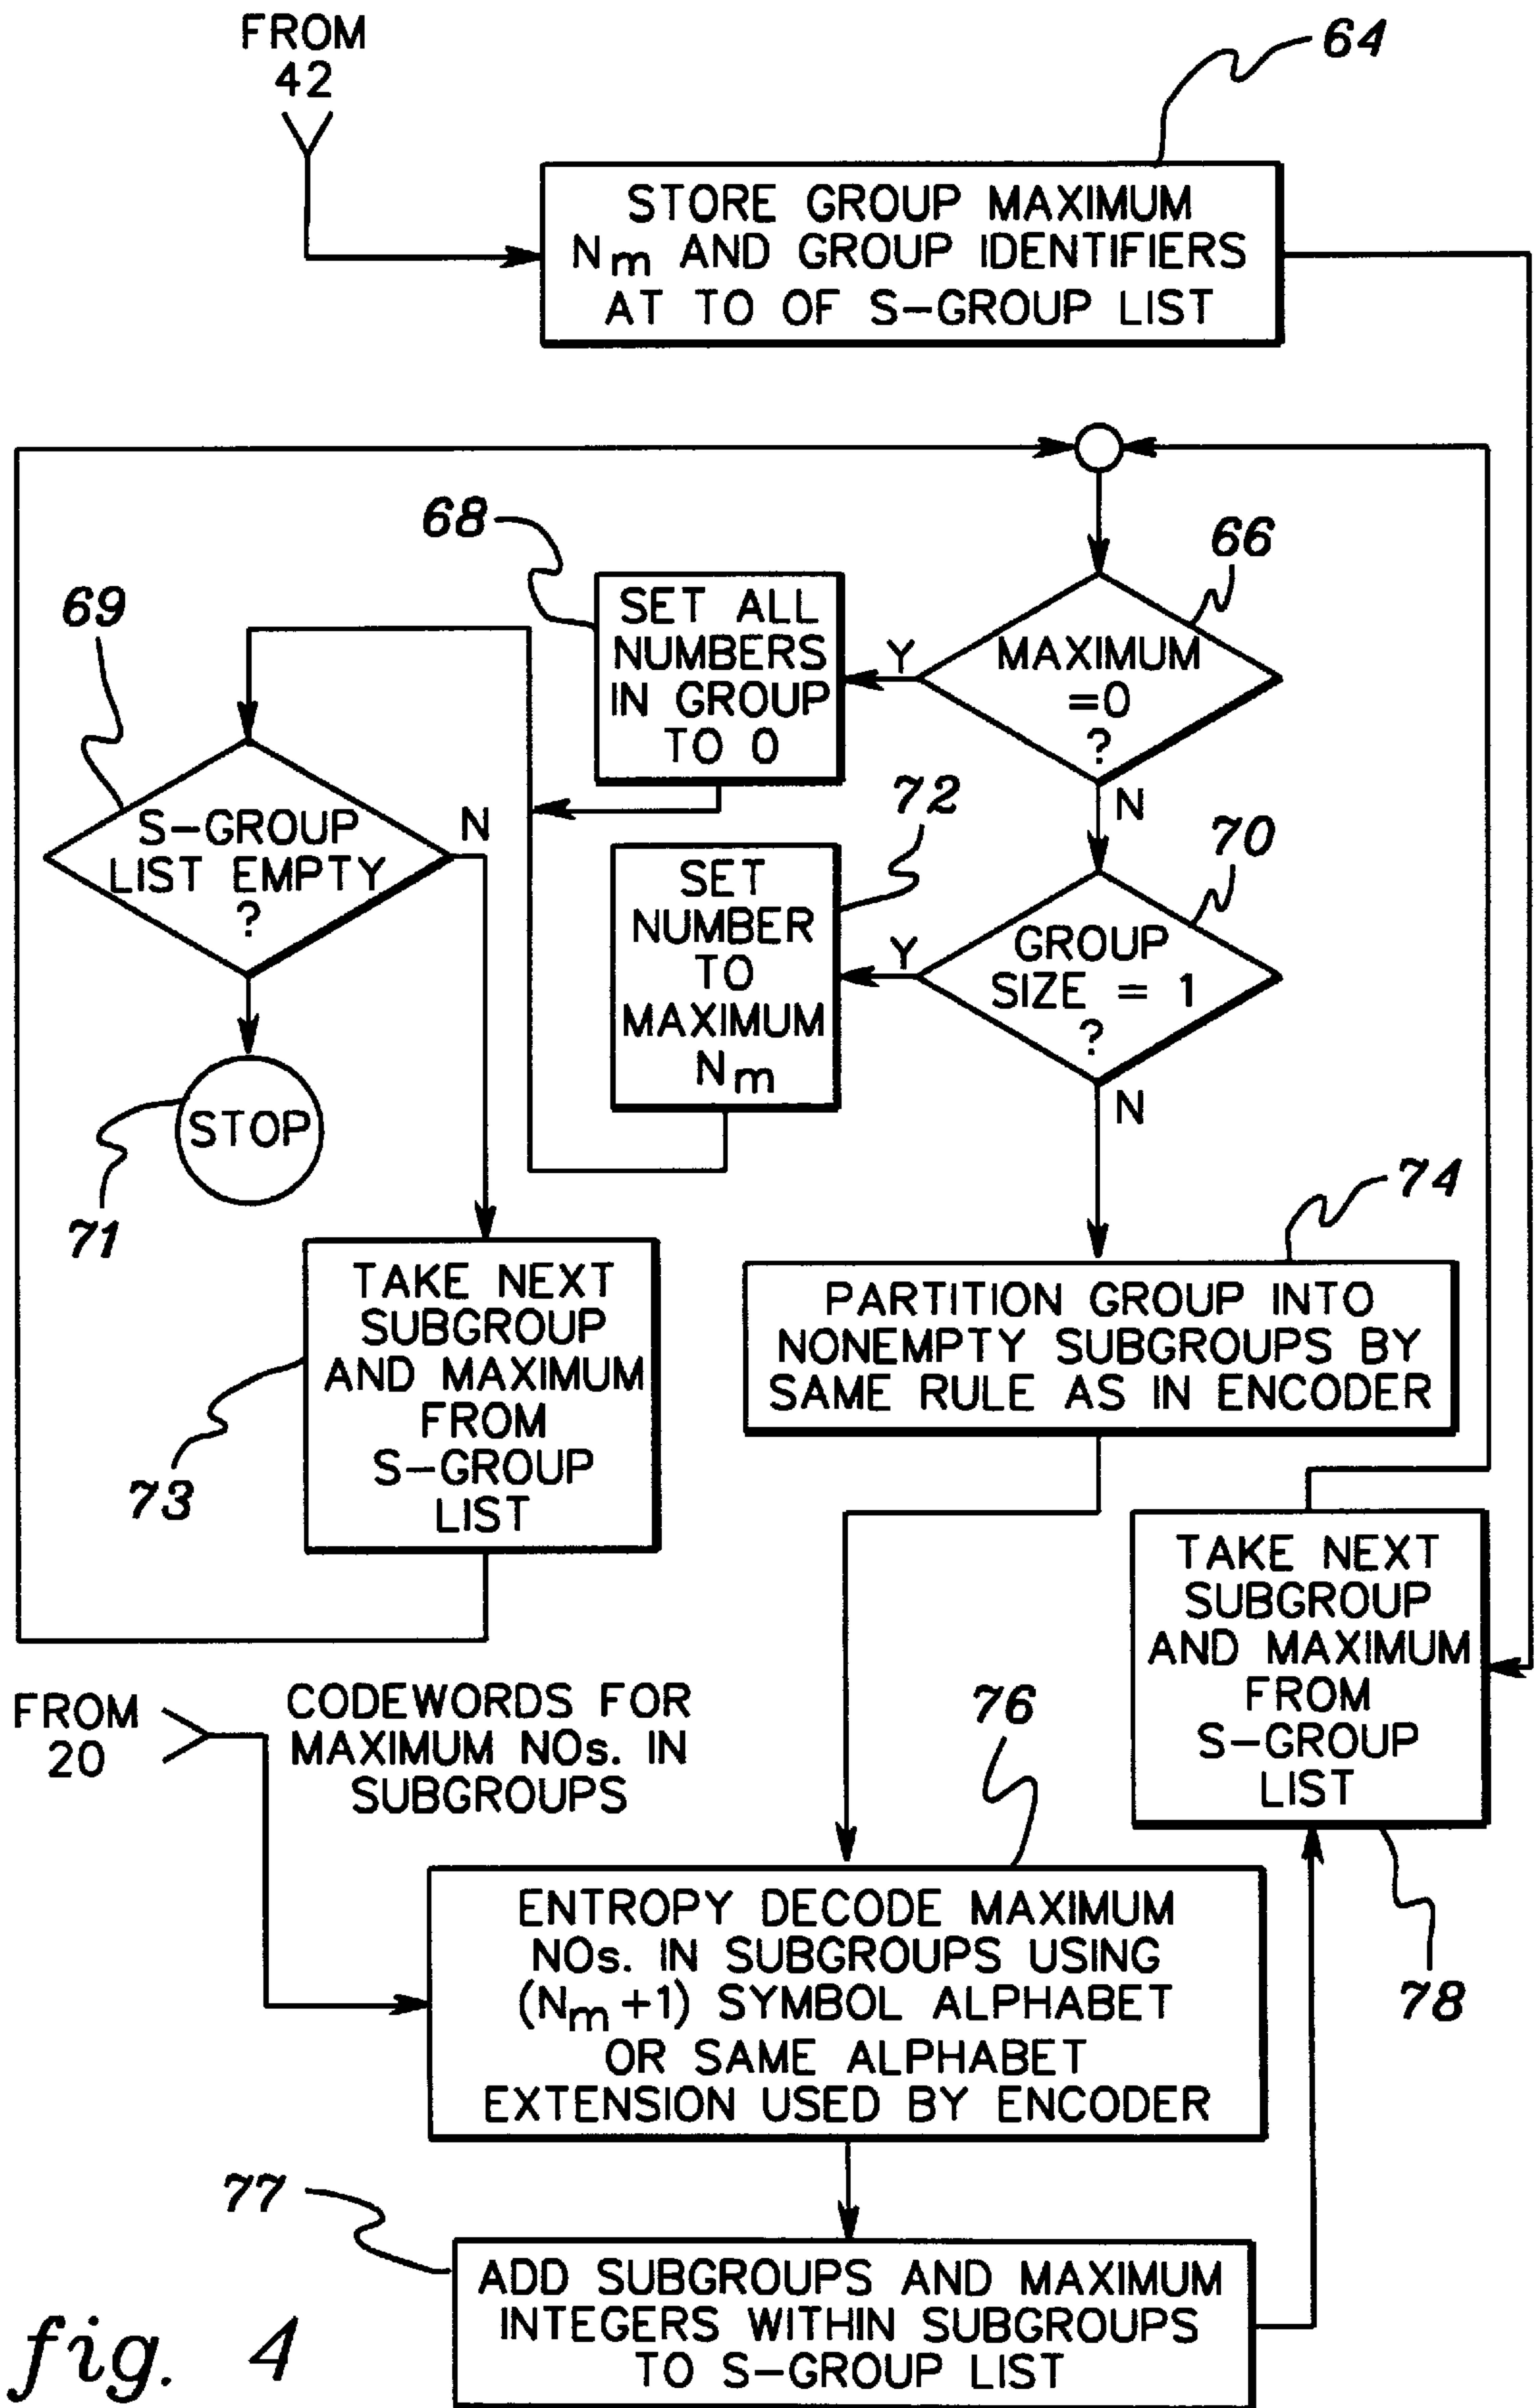 FROM
42
64
STORE GROUP MAXIMUM
Nm AND GROUP IDENTIFIERS
AT TO OF S-GROUP LIST
68
66
69
SET ALL
NUMBERS
IN GROUP
TO 0
Y
MAXIMUM
=0
?
N
72
70
S-GROUP
LIST EMPTY
?
N
SET
NUMBER
TO
MAXIMUM
Nm
Y
GROUP
SIZE = 1
?
N
STOP
71
74
TAKE NEXT
SUBGROUP
AND MAXIMUM
FROM
S-GROUP
LIST
73
PARTITION GROUP INTO
NONEMPTY SUBGROUPS BY
SAME RULE AS IN ENCODER
TAKE NEXT
SUBGROUP
AND MAXIMUM
FROM
S-GROUP
LIST
78
FROM
20
CODEWORDS FOR
MAXIMUM NOs. IN
SUBGROUPS
76
ENTROPY DECODE MAXIMUM
NOs. IN SUBGROUPS USING
(Nm+1) SYMBOL ALPHABET
OR SAME ALPHABET
EXTENSION USED BY ENCODER
77
ADD SUBGROUPS AND MAXIMUM
INTEGERS WITHIN SUBGROUPS
TO S-GROUP LIST
fig. 4